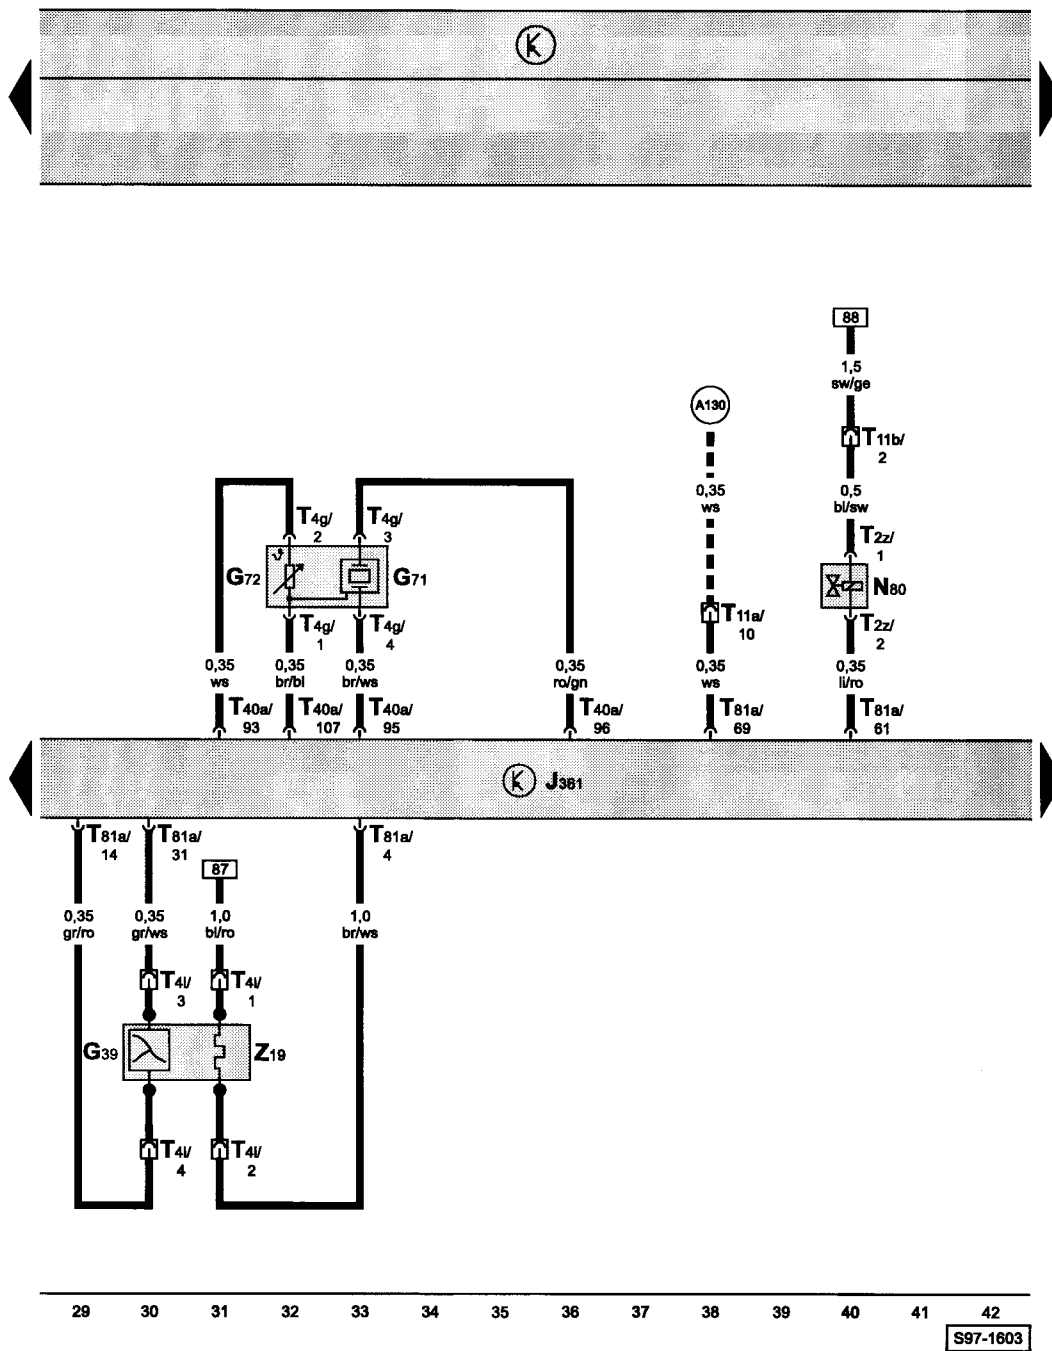 K
88
1,5
sw/ge
A130
T11b/
2
0,35
ws
0,5
bl/sw
T4g/
2
T4g/
3
T2z/
1
G72
G71
N80
T11a/
10
T4g/
1
T4g/
4
T2z/
2
0,35
ws
0,35
br/bl
0,35
br/ws
0,35
ro/gn
0,35
ws
0,35
li/ro
T40a/
93
T40a/
107
T40a/
95
T40a/
96
T81a/
69
T81a/
61
K J361
T81a/
14
T81a/
31
T81a/
4
87
0,35
gr/ro
0,35
gr/ws
1,0
bl/ro
1,0
br/ws
T4l/
3
T4l/
1
G39
Z19
T4l/
4
T4l/
2
29 30 31 32 33 34 35 36 37 38 39 40 41 42
S97-1603